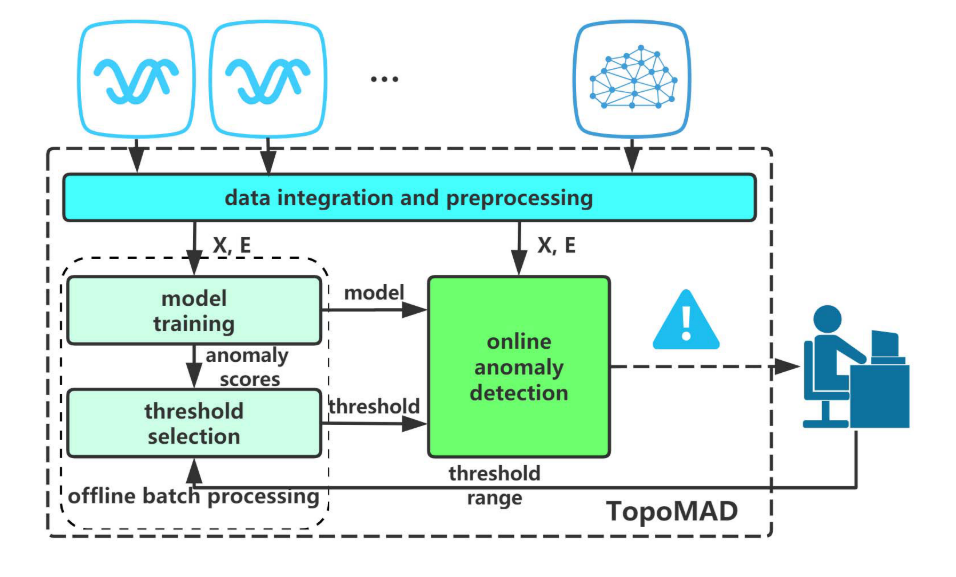 ...
data integration and preprocessing
X, E
X, E
model
training
model
online
anomaly
detection
anomaly
scores
threshold
selection
threshold
threshold
range
offline batch processing
TopoMAD